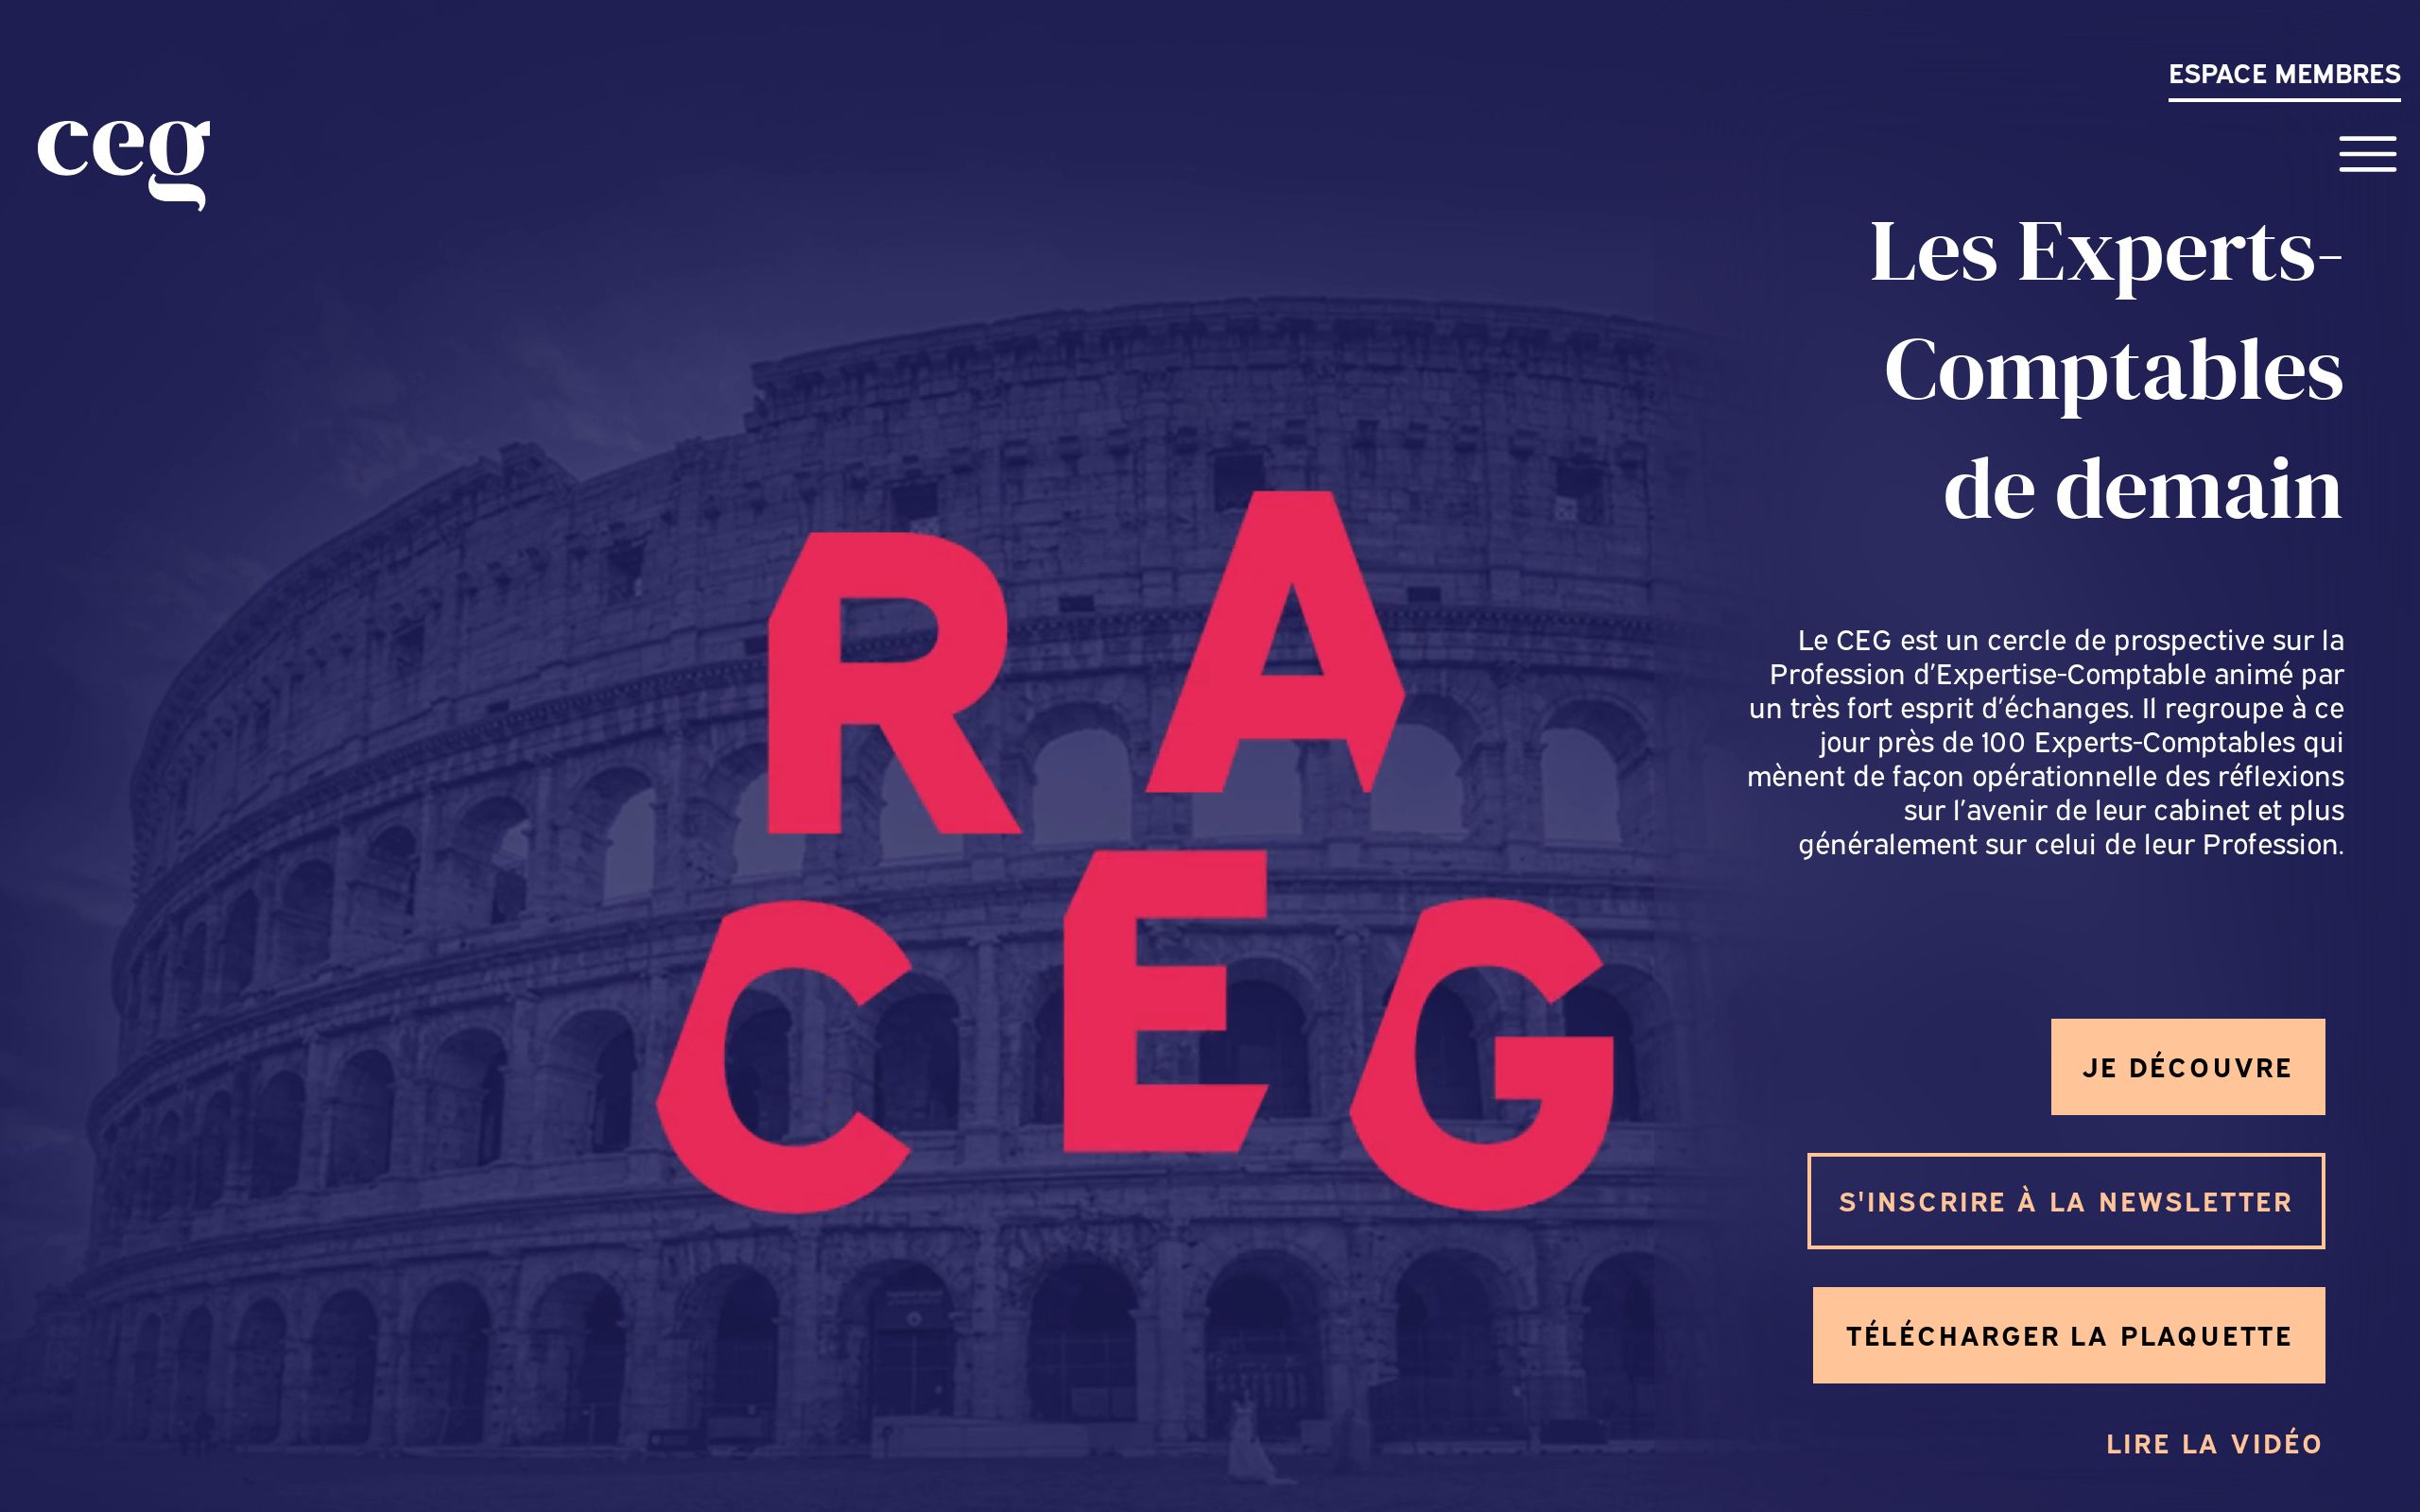 ESPACE MEMBRES
ceg
Les Experts-
Comptables
de demain
RA
CEG
Le CEG est un cercle de prospective sur la
Profession d’Expertise-Comptable animé par
un très fort esprit d’échanges. Il regroupe à ce
jour près de 100 Experts-Comptables qui
mènent de façon opérationnelle des réflexions
sur l’avenir de leur cabinet et plus
généralement sur celui de leur Profession.
JE DÉCOUVRE
S'INSCRIRE À LA NEWSLETTER
TÉLÉCHARGER LA PLAQUETTE
LIRE LA VIDÉO